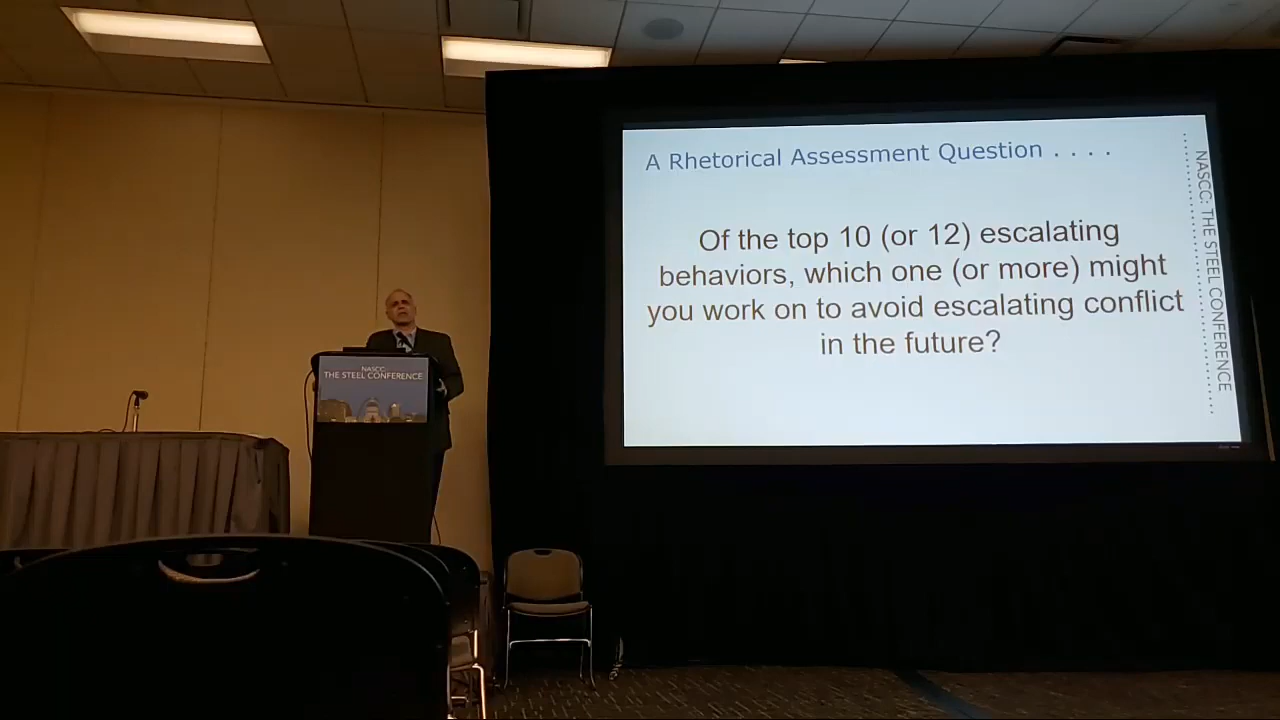 A Rhetorical Assessment Question . . . .
Of the top 10 (or 12) escalating
behaviors, which one (or more) might
you work on to avoid escalating conflict
in the future?
NASCC: THE STEEL CONFERENCE
NASCC:
THE STEEL CONFERENCE